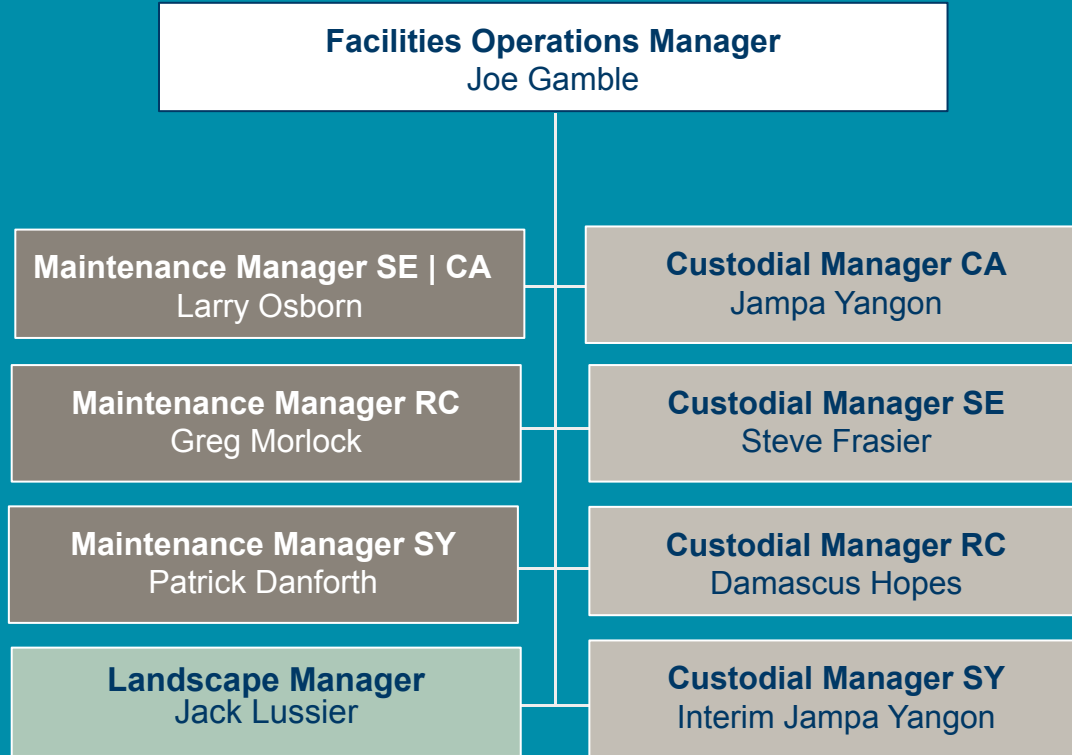 Facilities Operations Manager
Joe Gamble
Maintenance Manager SE | CA
Larry Osborn
Custodial Manager CA
Jampa Yangon
Maintenance Manager RC
Greg Morlock
Custodial Manager SE
Steve Frasier
Maintenance Manager SY
Patrick Danforth
Custodial Manager RC
Damascus Hopes
Landscape Manager
Jack Lussier
Custodial Manager SY
Interim Jampa Yangon